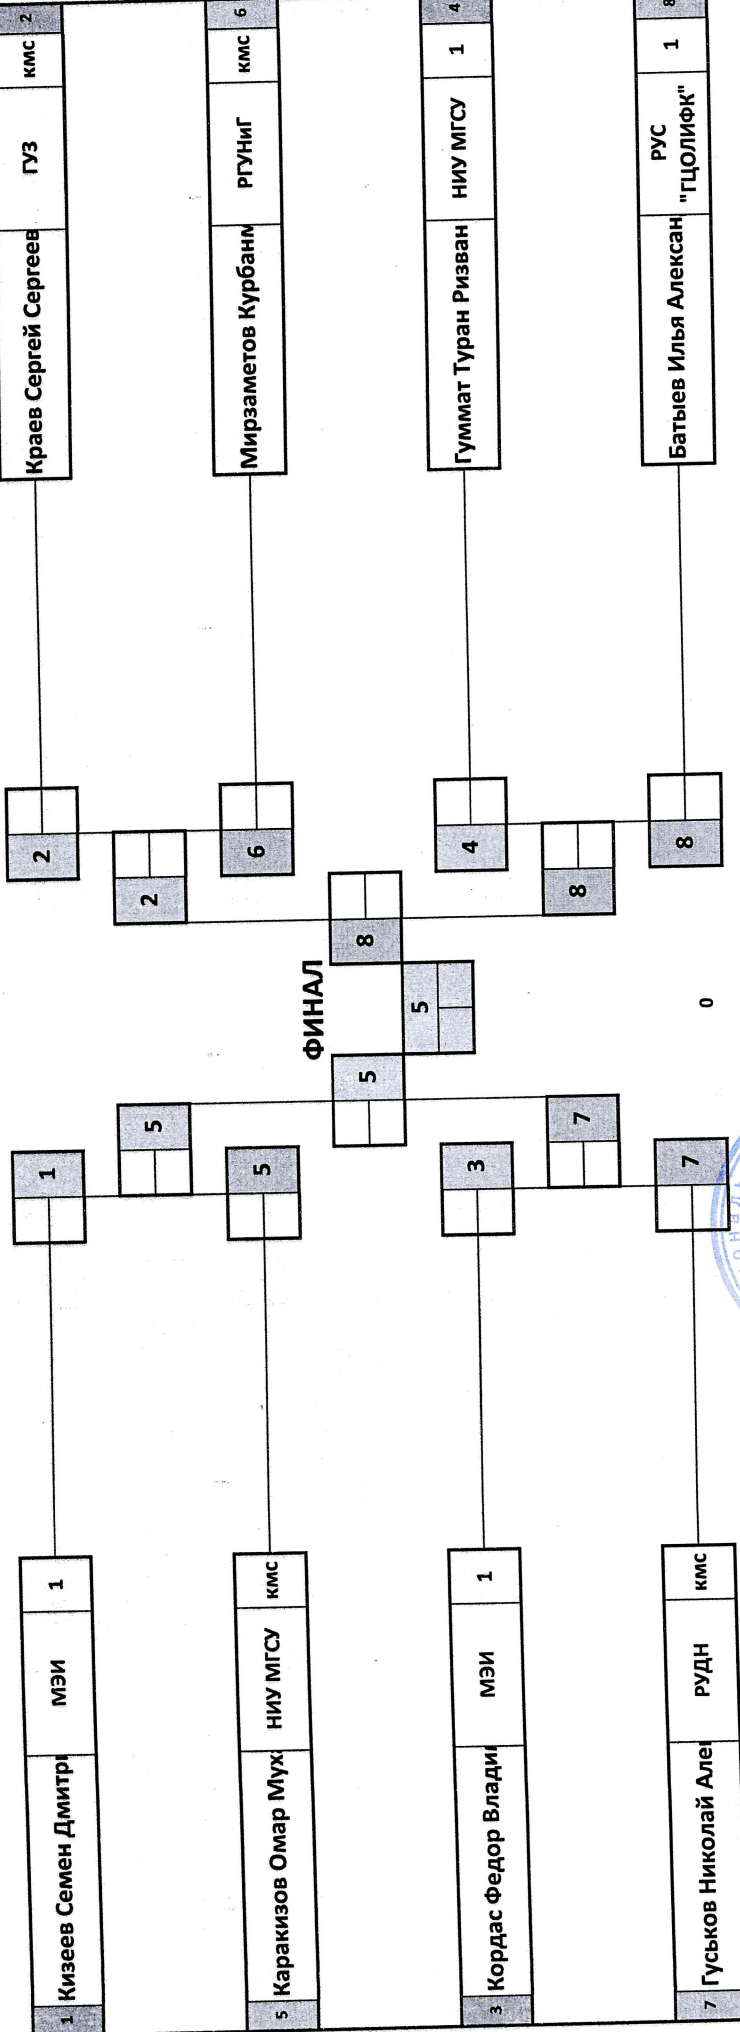 1 Кизеев Семен Дмитр МЭИ 1
5 Каракизов Омар Мух НИУ МГСУ кмс
3 Кордас Федор Влади МЭИ 1
7 Гуськов Николай Але РУДН кмс
1
5
5
3
7
7
ФИНАЛ
5
5
8
0
2
2
6
4
8
8
Краев Сергей Сергеев ГУЗ кмс 2
Мирзаметов Курбан РГУНиГ кмс 6
Гуммат Туран Ризван НИУ МГСУ 1 4
Батыев Илья Алексан РУС "ГЦОЛИФК" 1 8